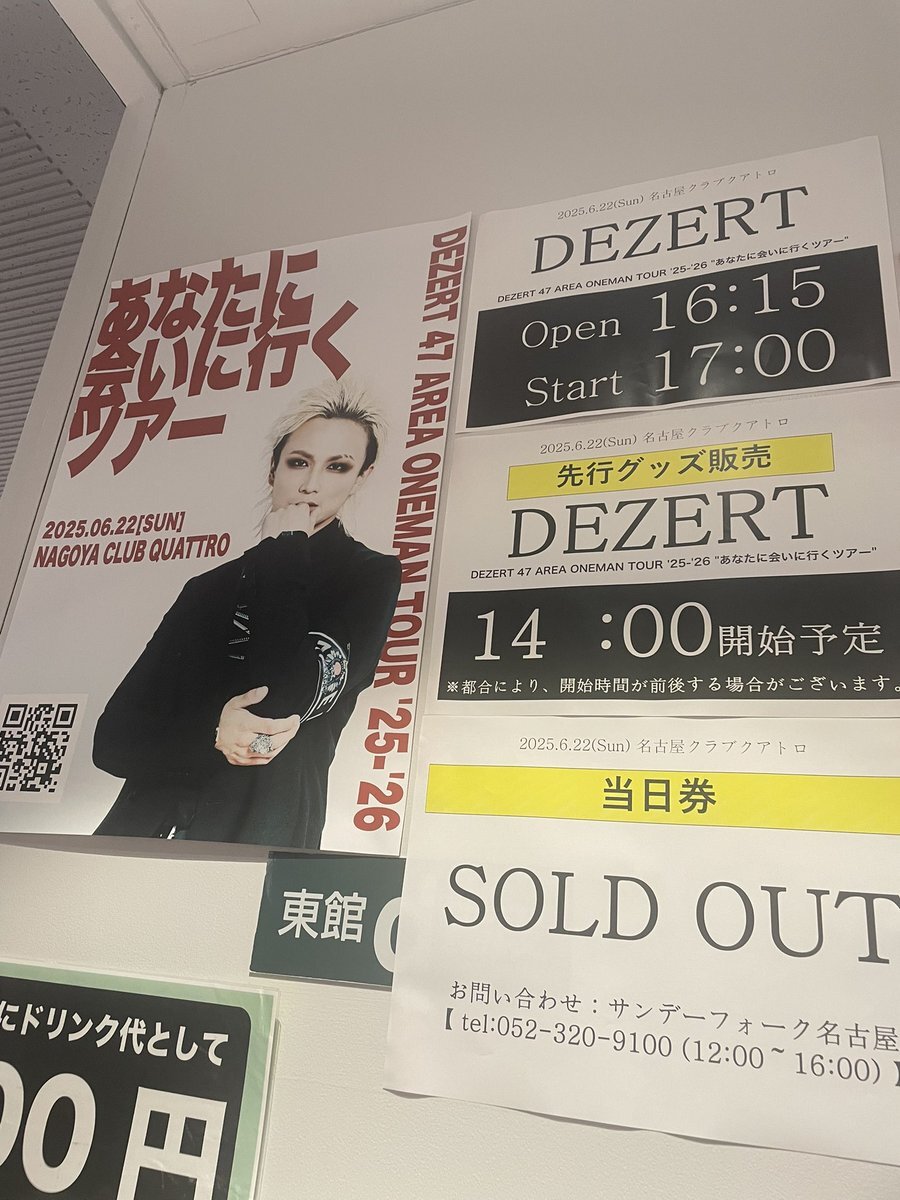 あなたに
会いに行く
ツアー
2025.06.22[SUN]
NAGOYA CLUB QUATTRO
DEZERT 47 AREA ONEMAN TOUR '25-'26
2025.6.22(Sun) 名古屋クラブクアトロ
DEZERT
DEZERT 47 AREA ONEMAN TOUR '25-'26 "あなたに会いに行くツアー"
Open 16:15
Start 17:00
2025.6.22(Sun) 名古屋クラブクアトロ
先行グッズ販売
DEZERT
DEZERT 47 AREA ONEMAN TOUR '25-'26 "あなたに会いに行くツアー"
14 :00開始予定
※都合により、開始時間が前後する場合がございます。
2025.6.22(Sun) 名古屋クラブクアトロ
当日券
SOLD OUT
お問い合わせ：サンデーフォーク名古屋
【 tel:052-320-9100 (12:00~16:00) 】
東館
にドリンク代として
00円